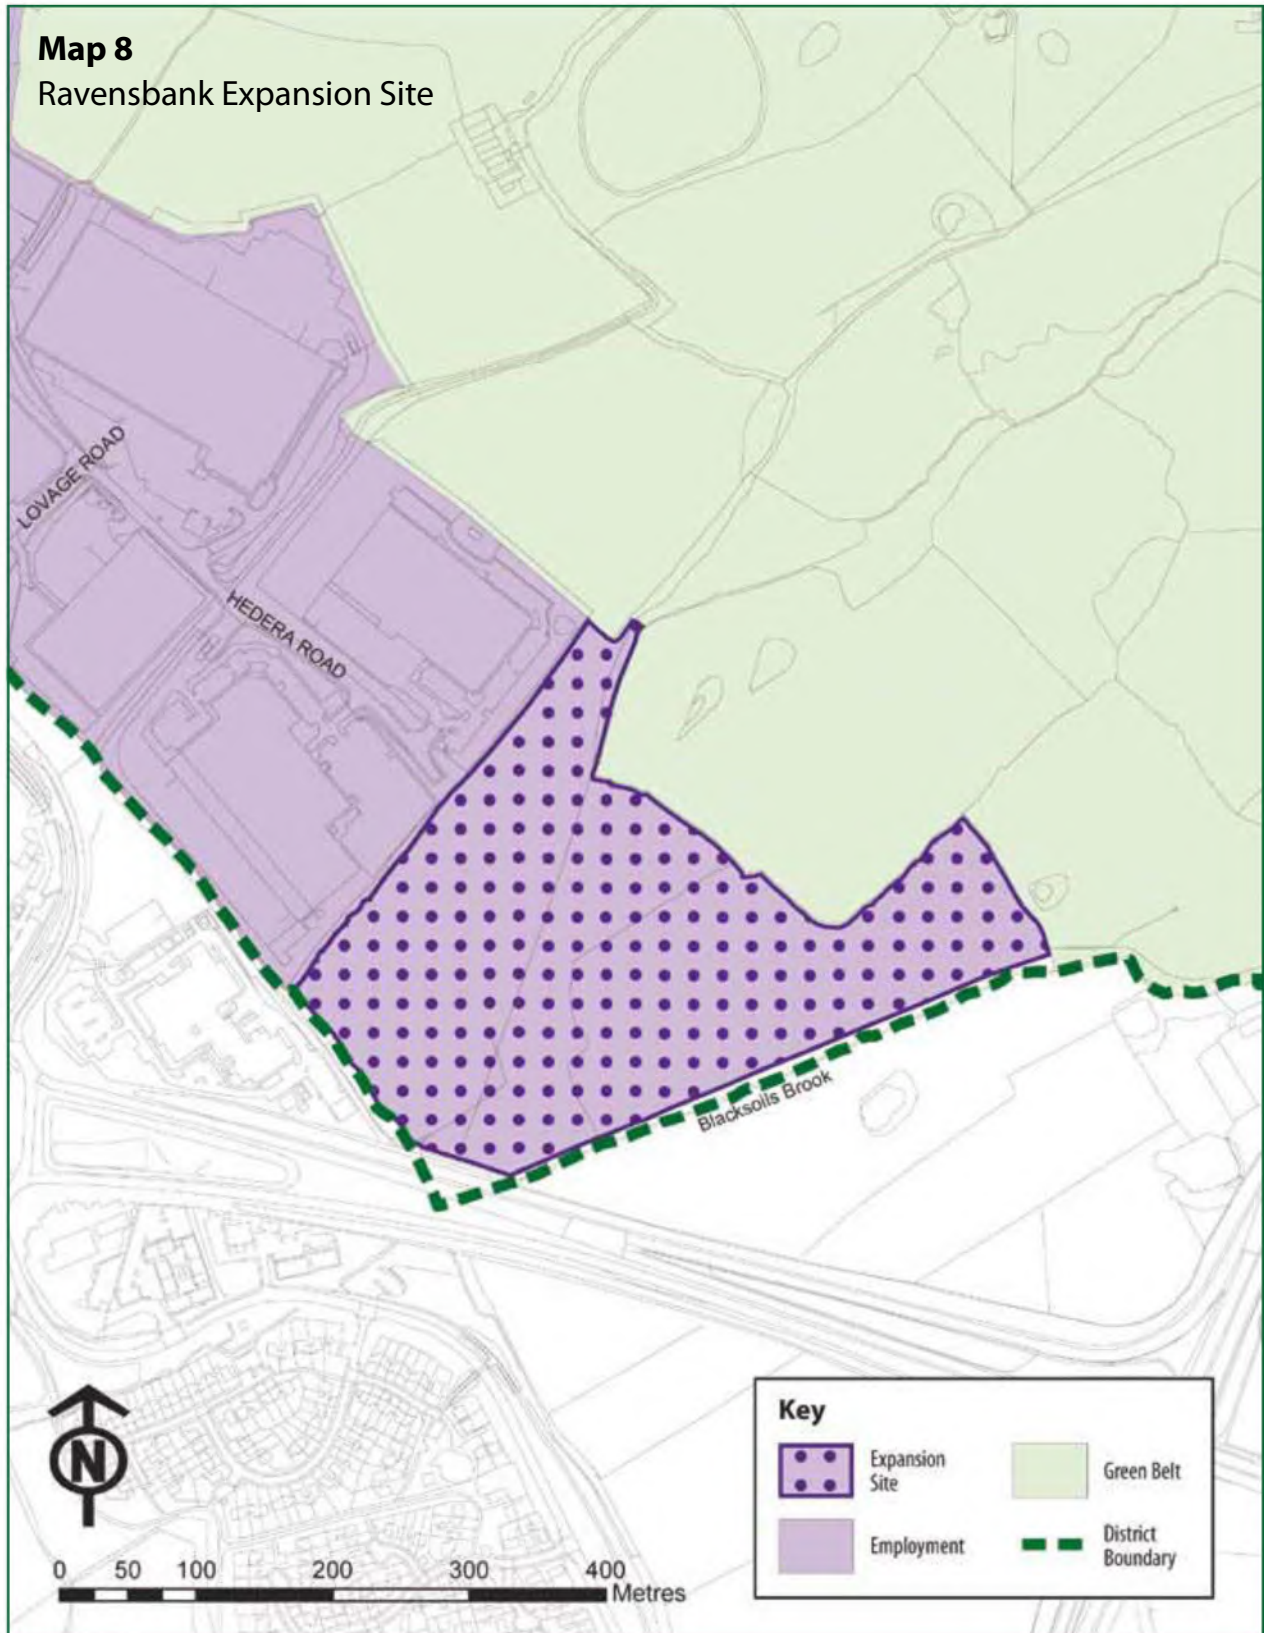 Map 8
Ravensbank Expansion Site
LOVAGE ROAD
HEDERA ROAD
Blacksoils Brook
N
Key
Expansion
Site
Green Belt
Employment
District
Boundary
0 50 100 200 300 400
Metres